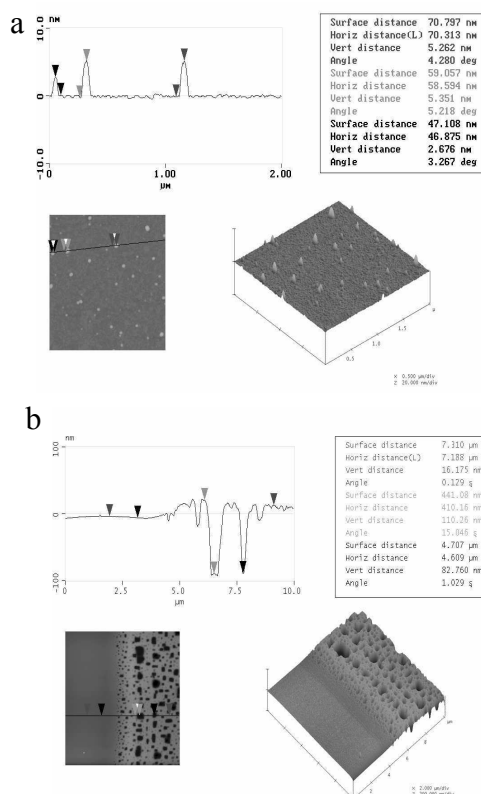 a
10.0 nM
0
-10.0
0
1.00
2.00
µM
Surface distance 70.797 nM
Horiz distance(L) 70.313 nM
Vert distance 5.262 nM
Angle 4.280 deg
Surface distance 59.057 nM
Horiz distance 58.594 nM
Vert distance 5.351 nM
Angle 5.218 deg
Surface distance 47.108 nM
Horiz distance 46.875 nM
Vert distance 2.676 nM
Angle 3.267 deg
0.5
1.0
1.5
X 0.500 µM/div
Z 20.000 nM/div
b
nm
100
0
-100
0
2.5
5.0
7.5
10.0
µm
Surface distance 7.310 µm
Horiz distance(L) 7.188 µm
Vert distance 16.175 nm
Angle 0.129 g
Surface distance 441.08 nm
Horiz distance 410.16 nm
Vert distance 110.26 nm
Angle 15.046 g
Surface distance 4.707 µm
Horiz distance 4.609 µm
Vert distance 82.760 nm
Angle 1.029 g
2
4
6
8
µm
X 2.000 µm/div